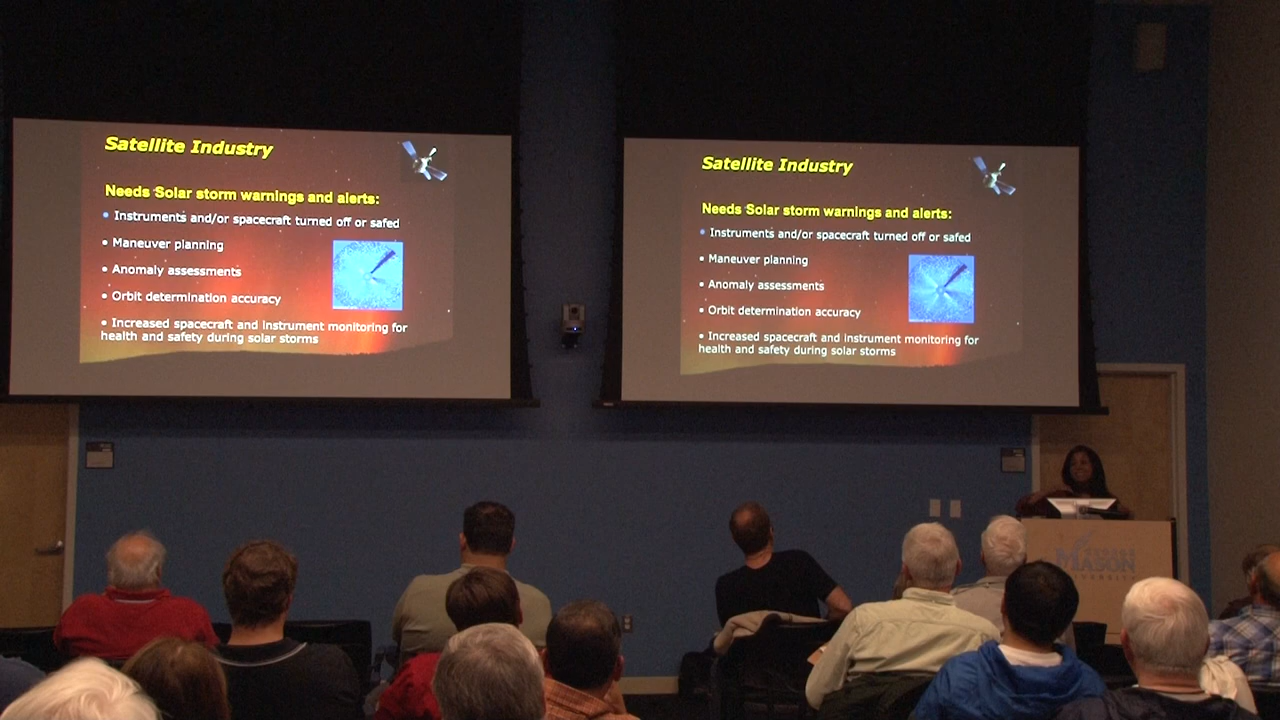 Satellite Industry
Needs Solar storm warnings and alerts:
• Instruments and/or spacecraft turned off or safed
• Maneuver planning
• Anomaly assessments
• Orbit determination accuracy
• Increased spacecraft and instrument monitoring for
health and safety during solar storms
Satellite Industry
Needs Solar storm warnings and alerts:
• Instruments and/or spacecraft turned off or safed
• Maneuver planning
• Anomaly assessments
• Orbit determination accuracy
• Increased spacecraft and instrument monitoring for
health and safety during solar storms
GEORGE
MASON
UNIVERSITY